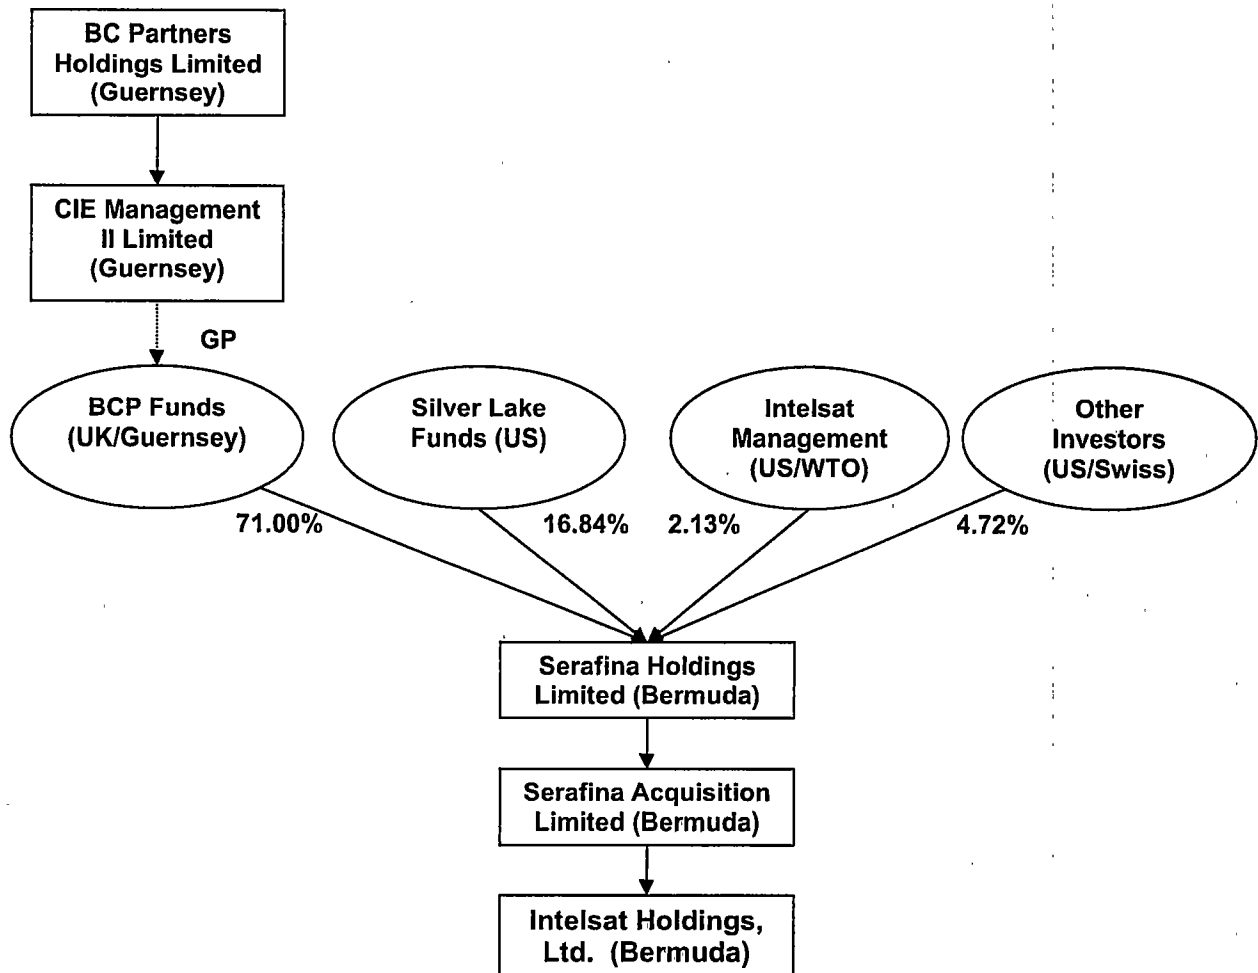 BC Partners
Holdings Limited
(Guernsey)
CIE Management
II Limited
(Guernsey)
GP
BCP Funds
(UK/Guernsey)
Silver Lake
Funds (US)
Intelsat
Management
(US/WTO)
Other
Investors
(US/Swiss)
71.00%
16.84%
2.13%
4.72%
Serafina Holdings
Limited (Bermuda)
Serafina Acquisition
Limited (Bermuda)
Intelsat Holdings,
Ltd. (Bermuda)